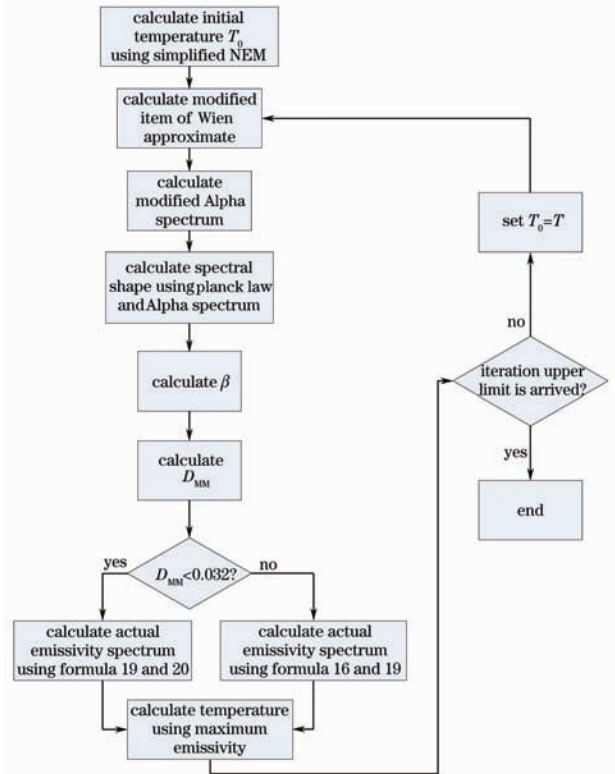 calculate initial
temperature T0
using simplified NEM
calculate modified
item of Wien
approximate
calculate
modified Alpha
spectrum
calculate spectral
shape using planck law
and Alpha spectrum
calculate β
calculate
DMM
DMM<0.032?
yes
no
calculate actual
emissivity spectrum
using formula 19 and 20
calculate actual
emissivity spectrum
using formula 16 and 19
calculate temperature
using maximum
emissivity
iteration upper
limit is arrived?
no
set T0=T
yes
end